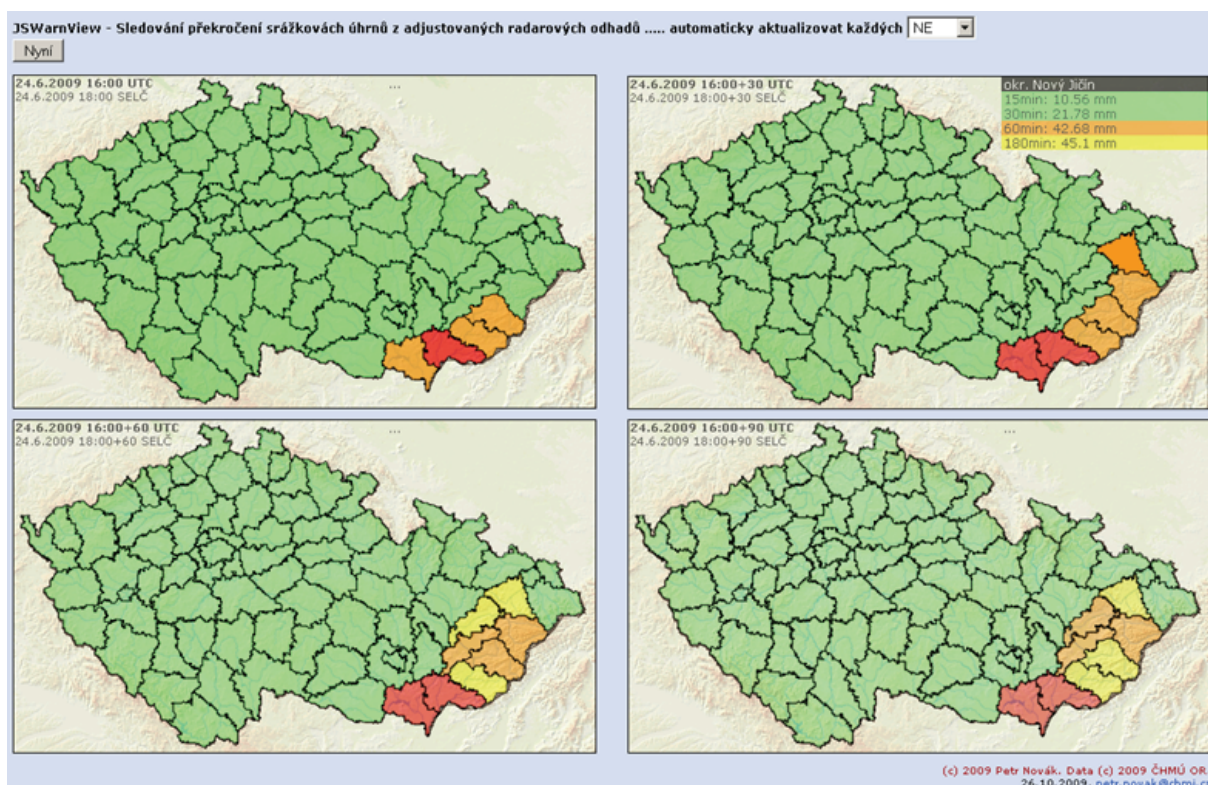 JSWarnView - Sledování překročení srážkovách úhrnů z adjustovaných radarových odhadů ..... automaticky aktualizovat každých NE
Nyní
24.6.2009 16:00 UTC
24.6.2009 18:00 SELČ
...
24.6.2009 16:00+30 UTC
24.6.2009 18:00+30 SELČ
okr. Nový Jičín
15min: 10.56 mm
30min: 21.78 mm
60min: 42.68 mm
180min: 45.1 mm
24.6.2009 16:00+60 UTC
24.6.2009 18:00+60 SELČ
...
24.6.2009 16:00+90 UTC
24.6.2009 18:00+90 SELČ
...
(c) 2009 Petr Novák. Data (c) 2009 ČHMÚ OR
26.10.2009, petr.novak@chmi.c